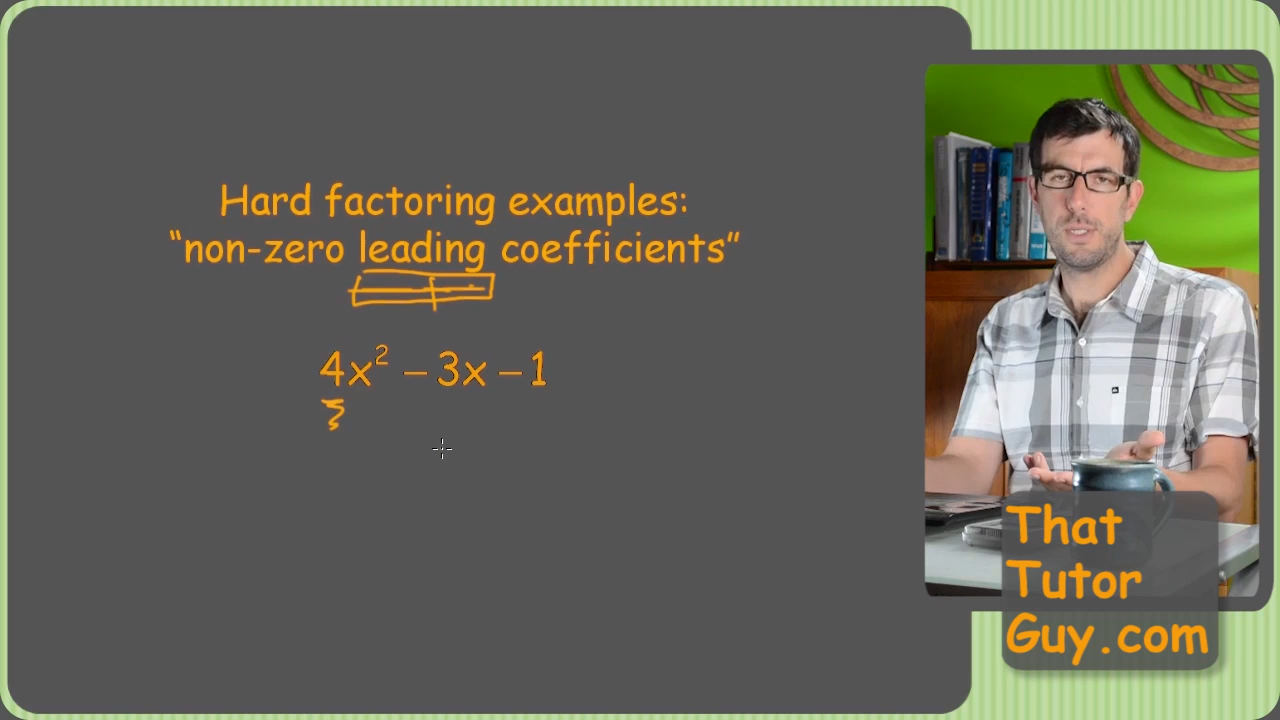 Hard factoring examples:
“non-zero leading coefficients”
4x² – 3x – 1
That
Tutor
Guy.com